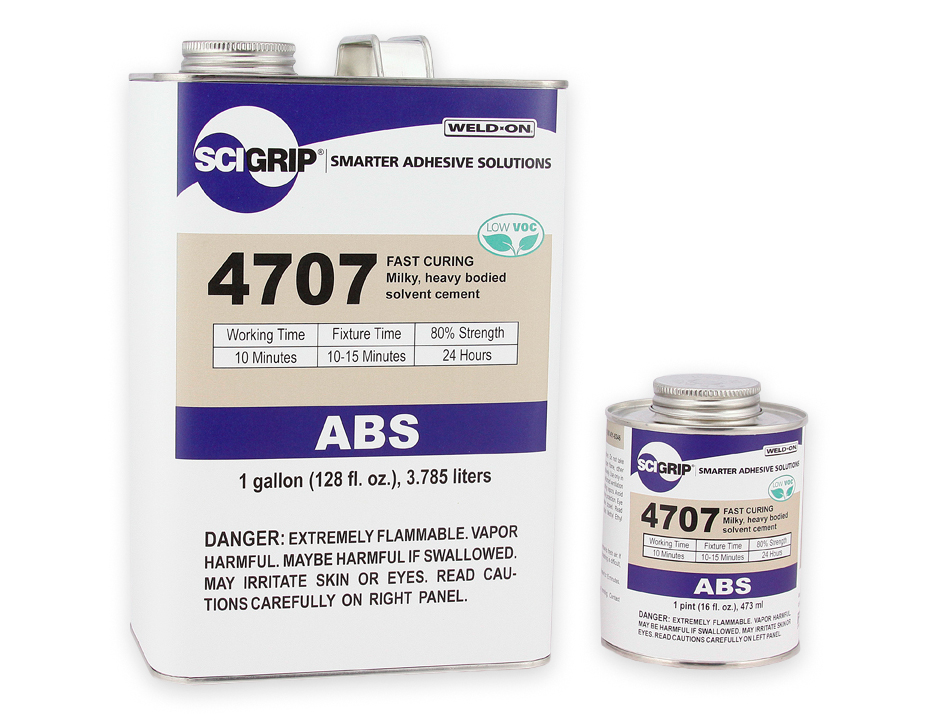 WELD-ON
SCIGRIP® SMARTER ADHESIVE SOLUTIONS
LOW VOC
4707 FAST CURING
Milky, heavy bodied
solvent cement
Working Time Fixture Time 80% Strength
10 Minutes 10-15 Minutes 24 Hours
ABS
1 gallon (128 fl. oz.), 3.785 liters
DANGER: EXTREMELY FLAMMABLE. VAPOR
HARMFUL. MAYBE HARMFUL IF SWALLOWED.
MAY IRRITATE SKIN OR EYES. READ CAU-
TIONS CAREFULLY ON RIGHT PANEL.
WELD-ON
SCIGRIP® SMARTER ADHESIVE SOLUTIONS
LOW VOC
4707 FAST CURING
Milky, heavy bodied
solvent cement
Working Time Fixture Time 80% Strength
10 Minutes 10-15 Minutes 24 Hours
ABS
1 pint (16 fl. oz.), 473 ml
DANGER: EXTREMELY FLAMMABLE. VAPOR HARMFUL.
MAY BE HARMFUL IF SWALLOWED. MAY IRRITATE SKIN OR
EYES. READ CAUTIONS CAREFULLY ON LEFT PANEL.